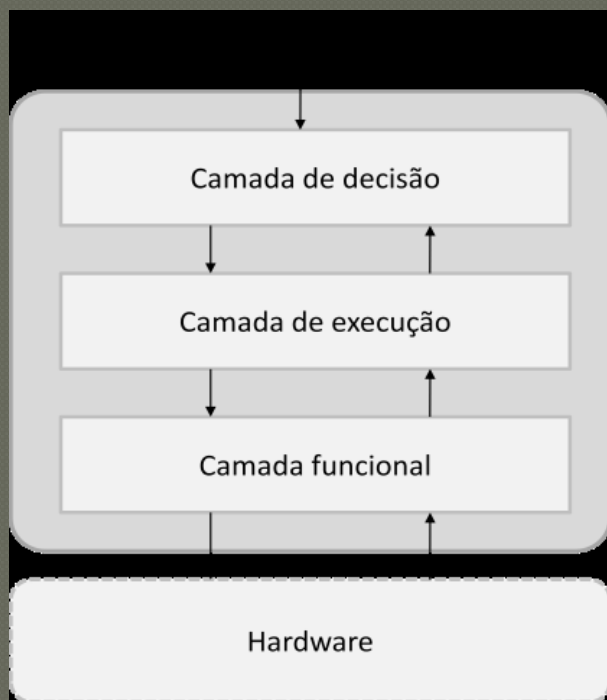 Camada de decisão
Camada de execução
Camada funcional
Hardware